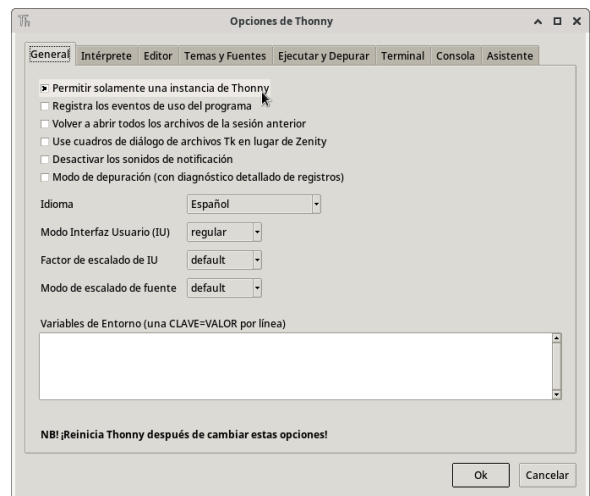 Th
Opciones de Thonny
General Intérprete Editor Temas y Fuentes Ejecutar y Depurar Terminal Consola Asistente
Permitir solamente una instancia de Thonny
Registra los eventos de uso del programa
Volver a abrir todos los archivos de la sesión anterior
Use cuadros de diálogo de archivos Tk en lugar de Zenity
Desactivar los sonidos de notificación
Modo de depuración (con diagnóstico detallado de registros)
Idioma Español
Modo Interfaz Usuario (IU) regular
Factor de escalado de IU default
Modo de escalado de fuente default
Variables de Entorno (una CLAVE=VALOR por línea)
NB! ¡Reinicia Thonny después de cambiar estas opciones!
Ok Cancelar